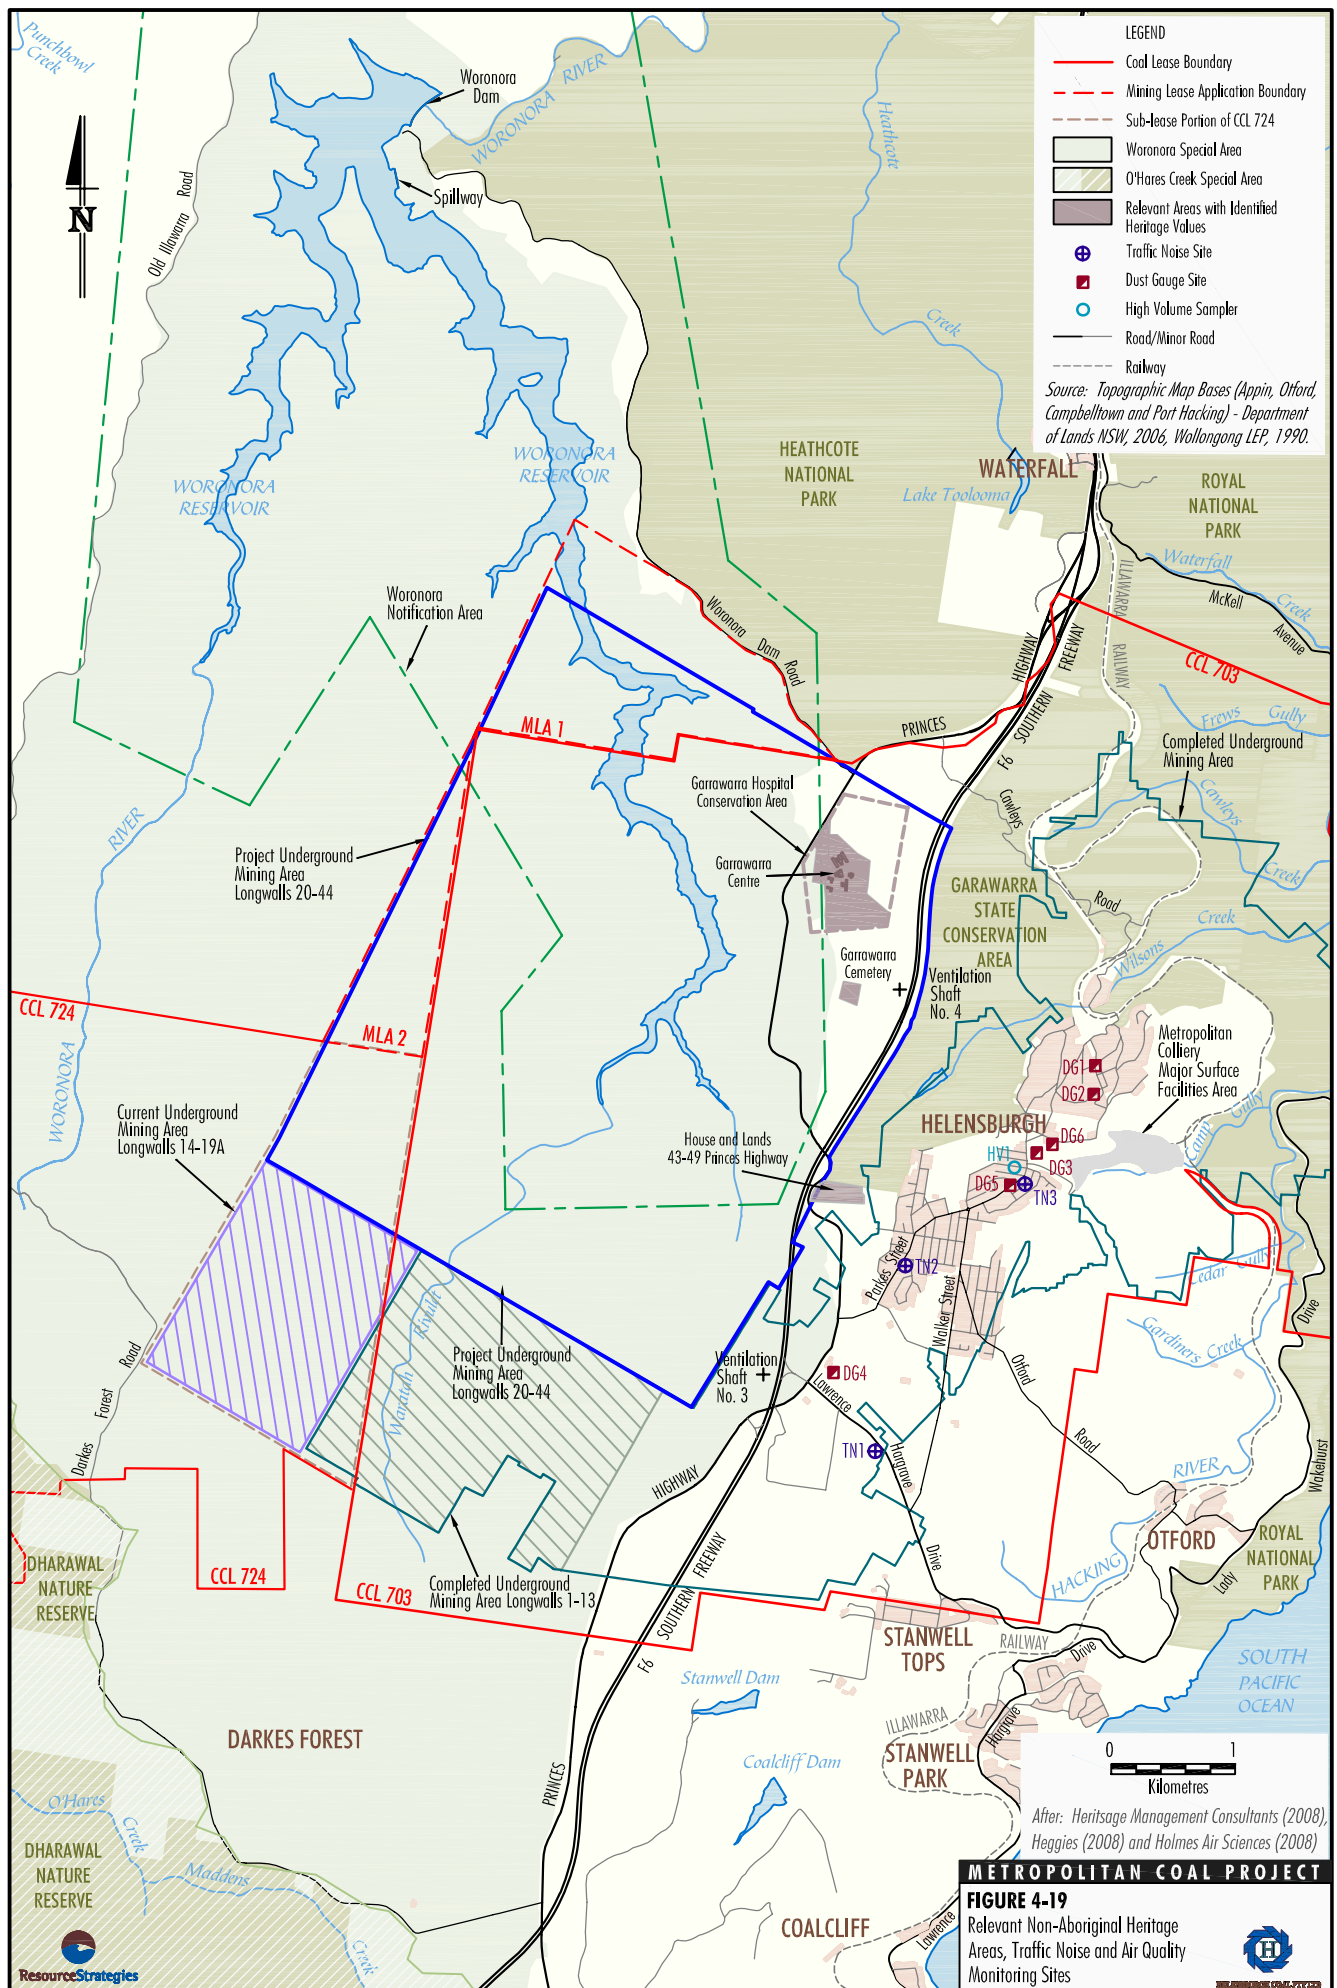 Punchbowl
Creek
Woronora
Dam
WORONORA RIVER
Spillway
Old Illawarra Road
N
Heathcote
Creek
LEGEND
Coal Lease Boundary
Mining Lease Application Boundary
Sub-lease Portion of CCL 724
Woronora Special Area
O'Hares Creek Special Area
Relevant Areas with Identified
Heritage Values
Traffic Noise Site
Dust Gauge Site
High Volume Sampler
Road/Minor Road
Railway
Source: Topographic Map Bases (Appin, Otford,
Campbelltown and Port Hacking) - Department
of Lands NSW, 2006, Wollongong LEP, 1990.
WORONORA
RESERVOIR
WORONORA
RESERVOIR
HEATHCOTE
NATIONAL
PARK
WATERFALL
Lake Toolooma
ROYAL
NATIONAL
PARK
Waterfall
Creek
McKell
Avenue
ILLAWARRA
RAILWAY
Woronora
Notification Area
Woronora Dam Road
HIGHWAY
FREEWAY
CCL 703
PRINCES
F6 SOUTHERN
Frews Gully
MLA 1
Completed Underground
Mining Area
Garrawarra Hospital
Conservation Area
Cawleys
Road
Cawleys
Creek
RIVER
Project Underground
Mining Area
Longwalls 20-44
Garrawarra
Centre
GARAWARRA
STATE
CONSERVATION
AREA
Wilsons
Creek
Garrawarra
Cemetery
Ventilation
Shaft
No. 4
CCL 724
MLA 2
WORONORA
Metropolitan
Colliery
Major Surface
Facilities Area
DG1
DG2
Current Underground
Mining Area
Longwalls 14-19A
HELENSBURGH
DG6
DG3
HV1
DG5
TN3
Camp
Gully
House and Lands
43-49 Princes Highway
Parkes Street
TN2
Walker Street
Cedar Gully
Drive
Gardiners Creek
Waratah
Rivulet
Project Underground
Mining Area
Longwalls 20-44
Ventilation
Shaft
No. 3
DG4
Lawrence
Hargrave
Drive
TN1
Otford
Road
Darkes Forest Road
HIGHWAY
FREEWAY
SOUTHERN
F6
RIVER
HACKING
Wakehurst
OTFORD
Lady
ROYAL
NATIONAL
PARK
DHARAWAL
NATURE
RESERVE
CCL 724
CCL 703
Completed Underground
Mining Area Longwalls 1-13
STANWELL
TOPS
RAILWAY
Drive
SOUTH
PACIFIC
OCEAN
Stanwell Dam
DARKES FOREST
ILLAWARRA
Hargrave
STANWELL
PARK
Coalcliff Dam
PRINCES
0 1
Kilometres
After: Heritsage Management Consultants (2008),
Heggies (2008) and Holmes Air Sciences (2008)
O'Hares
Creek
DHARAWAL
NATURE
RESERVE
Maddens
Creek
COALCLIFF
Lawrence
METROPOLITAN COAL PROJECT
FIGURE 4-19
Relevant Non-Aboriginal Heritage
Areas, Traffic Noise and Air Quality
Monitoring Sites
H
ResourceStrategies